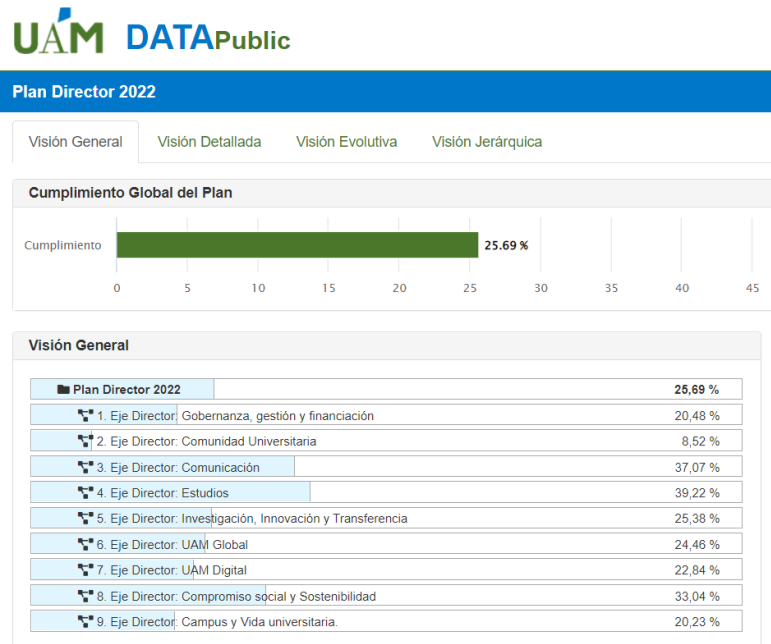 UAM DATAPublic
Plan Director 2022
Visión General Visión Detallada Visión Evolutiva Visión Jerárquica
Cumplimiento Global del Plan
Cumplimiento 25.69 %
0 5 10 15 20 25 30 35 40 45
Visión General
Plan Director 2022 25,69 %
1. Eje Director: Gobernanza, gestión y financiación 20,48 %
2. Eje Director: Comunidad Universitaria 8,52 %
3. Eje Director: Comunicación 37,07 %
4. Eje Director: Estudios 39,22 %
5. Eje Director: Investigación, Innovación y Transferencia 25,38 %
6. Eje Director: UAM Global 24,46 %
7. Eje Director: UAM Digital 22,84 %
8. Eje Director: Compromiso social y Sostenibilidad 33,04 %
9. Eje Director: Campus y Vida universitaria. 20,23 %